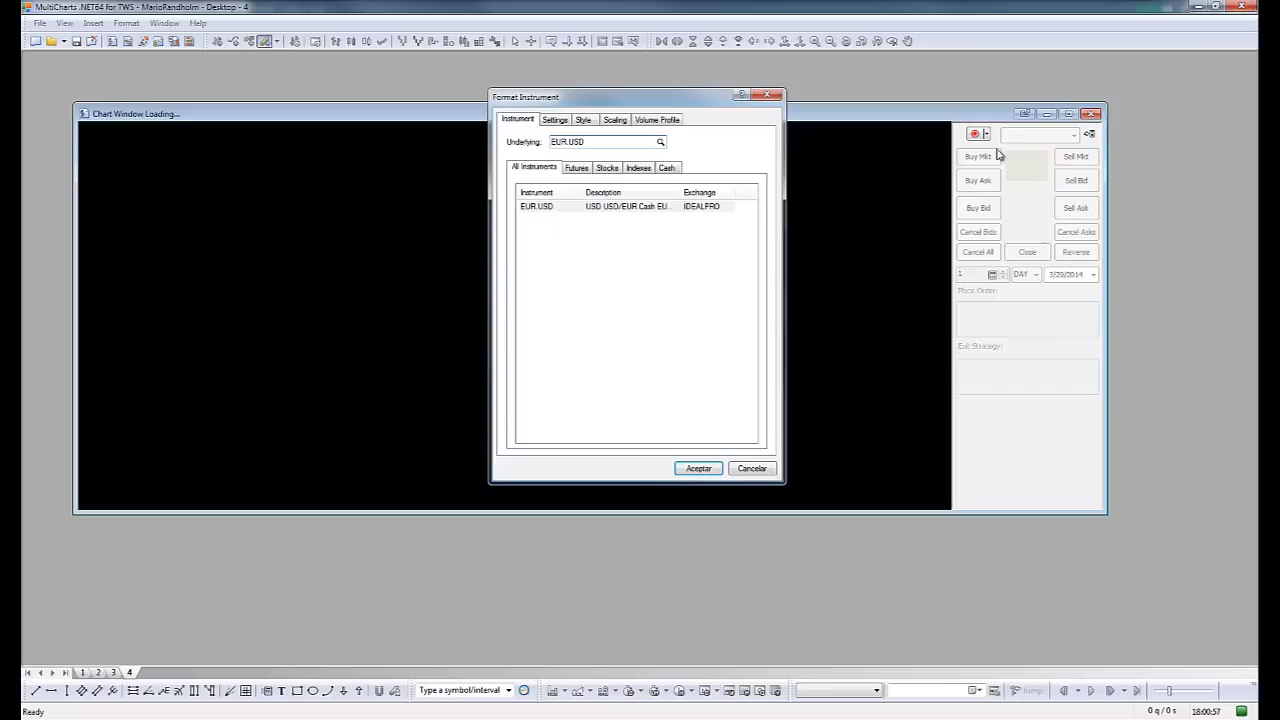 MultiCharts .NET64 for TWS - MarioRandholm - Desktop - 4
File View Insert Format Window Help
Chart Window Loading...
Format Instrument
Instrument Settings Style Scaling Volume Profile
Underlying: EUR.USD
All Instruments Futures Stocks Indexes Cash
Instrument Description Exchange
EUR.USD USD USD/EUR Cash EU... IDEALPRO
Aceptar Cancelar
Buy Mkt Sell Mkt
Buy Ask Sell Bid
Buy Bid Sell Ask
Cancel Bids Cancel Asks
Cancel All Close Reverse
1 DAY 3/20/2014
Place Order:
Exit Strategy:
1 2 3 4
Type a symbol/interval Jump
Ready 0 q / 0 s 18:00:57